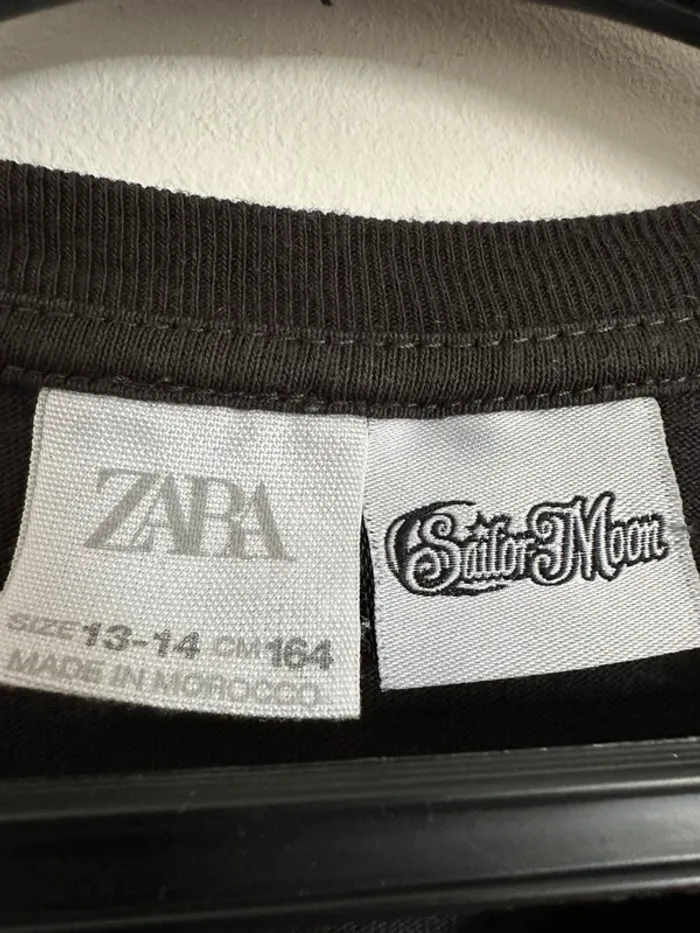 ZARA
SIZE 13-14 CM 164
MADE IN MOROCCO
Sailor Moon